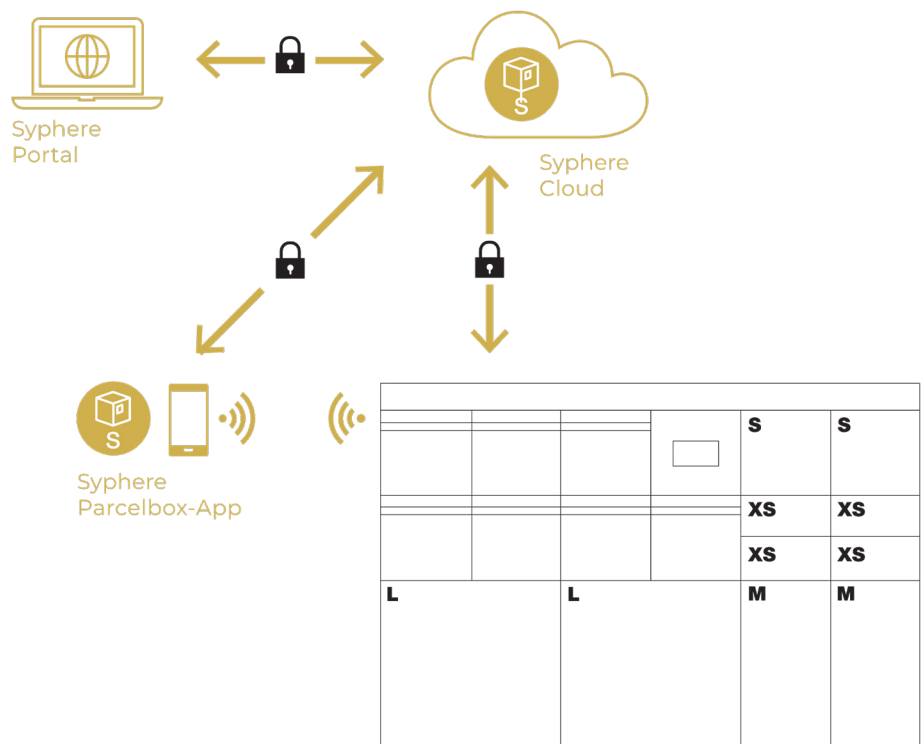 S
Syphere
Portal
Syphere
Cloud
S
Syphere
Parcelbox-App
S S
XS XS
XS XS
L L M M